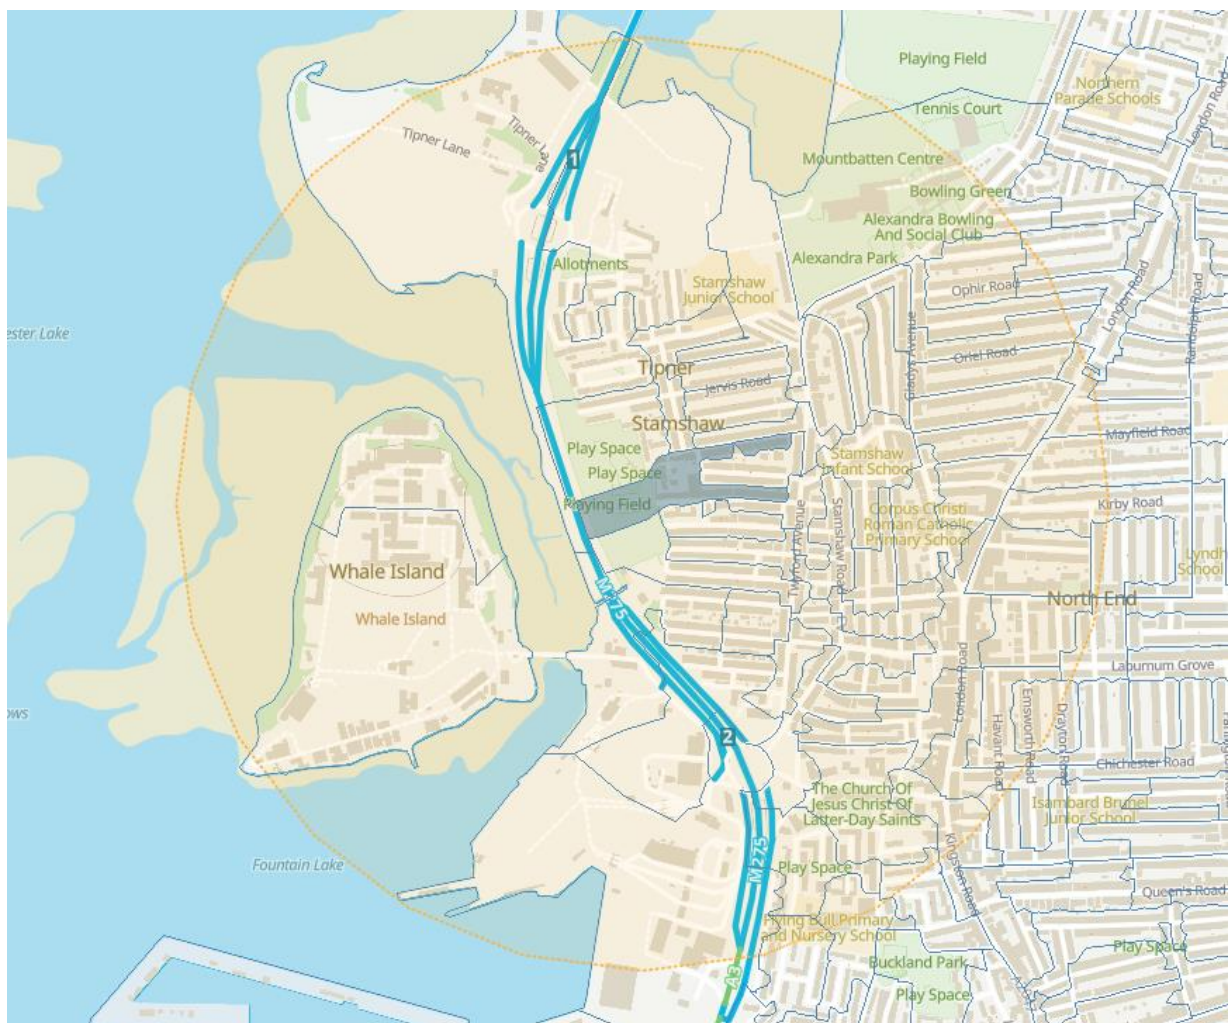 Playing Field
Northern
Parade Schools
London Road
Tennis Court
Tipner Lane
Tipner Lane
1
Mountbatten Centre
Bowling Green
Alexandra Bowling
And Social Club
Alexandra Park
Allotments
Stamshaw
Junior School
Ophir Road
London Road
Randolph Road
ester Lake
Tipner
Jervis Road
Oriel Road
Gladys Avenue
Stamshaw
Play Space
Play Space
Playing Field
Mayfield Road
Stamshaw
Infant School
Corpus Christi
Roman Catholic
Primary School
Kirby Road
Twyford Avenue
Stamshaw Road
Lyndh
School
Whale Island
Whale Island
M275
North End
Laburnum Grove
London Road
ows
2
Havant Road
Emsworth Road
Drayton Road
Chichester Road
The Church Of
Jesus Christ Of
Latter-Day Saints
Isambard Brunel
Junior School
M275
Fountain Lake
Play Space
Kingston Road
Queen's Road
Flying Bull Primary
and Nursery School
Play Space
Buckland Park
A3
Play Space